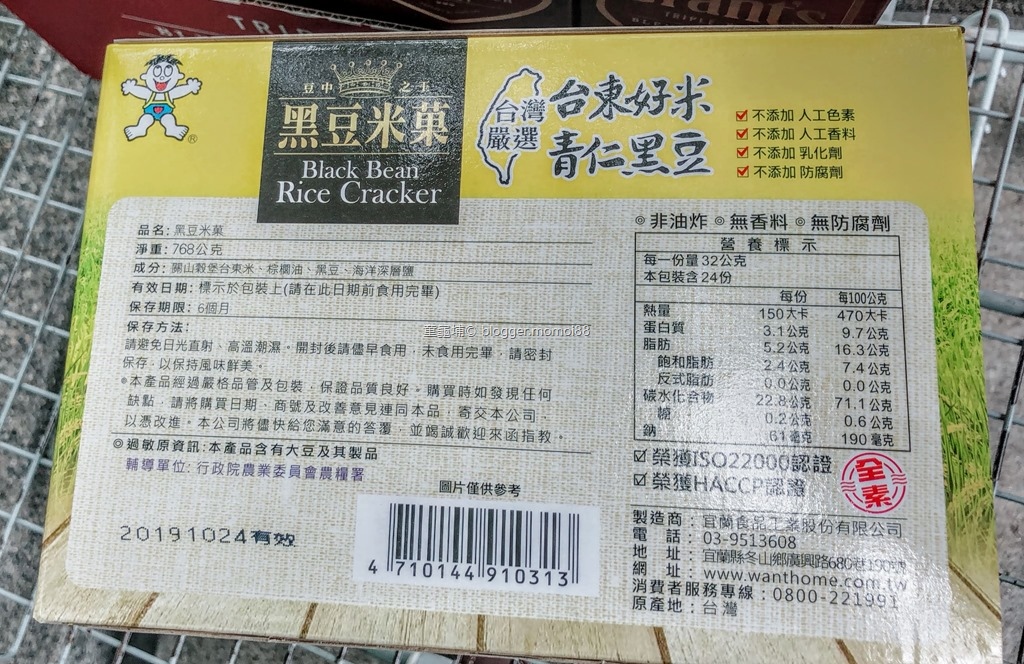 TRIP
TRIPLE
豆中 之王
黑豆米菓
Black Bean
Rice Cracker
台灣
嚴選
台東好米
青仁黑豆
☑ 不添加 人工色素
☑ 不添加 人工香料
☑ 不添加 乳化劑
☑ 不添加 防腐劑
®
品名: 黑豆米菓
淨重: 768公克
成分: 關山穀堡台東米、棕櫚油、黑豆、海洋深層鹽
有效日期: 標示於包裝上(請在此日期前食用完畢)
保存期限: 6個月
保存方法:
請避免日光直射、高溫潮濕。開封後請儘早食用,未食用完畢,請密封
保存,以保持風味鮮美。
◎本產品經過嚴格品管及包裝,保證品質良好。購買時如發現任何
缺點,請將購買日期、商號及改善意見連同本品,寄交本公司,
以憑改進。本公司將儘快給您滿意的答覆,並竭誠歡迎來函指教。
◎過敏原資訊:本產品含有大豆及其製品
輔導單位: 行政院農業委員會農糧署
圖片僅供參考
20191024有效
4 710144 910313
◎非油炸 ◎無香料 ◎無防腐劑
營養標示
每一份量32公克
本包裝含24份
每份 每100公克
熱量 150大卡 470大卡
蛋白質 3.1公克 9.7公克
脂肪 5.2公克 16.3公克
飽和脂肪 2.4公克 7.4公克
反式脂肪 0.0公克 0.0公克
碳水化合物 22.8公克 71.1公克
糖 0.2公克 0.6公克
鈉 61毫克 190毫克
☑ 榮獲ISO22000認證
☑ 榮獲HACCP認證
全素
製造商: 宜蘭食品工業股份有限公司
電話: 03-9513608
地址: 宜蘭縣冬山鄉廣興路680巷190號
網址: www.wanthome.com.tw
消費者服務專線: 0800-221991
原產地: 台灣
© blogger.momo188